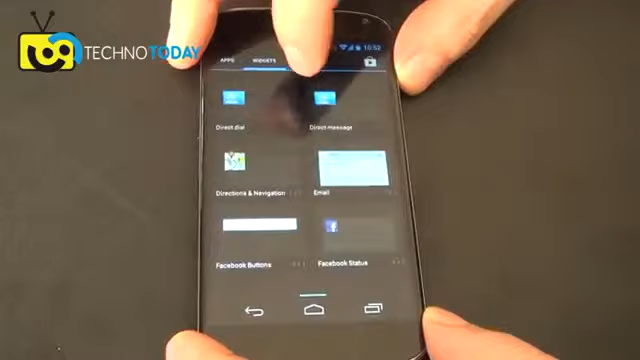 TECHNOTODAY
10:52
APPS WIDGETS
Direct dial Direct message
Directions & Navigation Email
Facebook Buttons Facebook Status